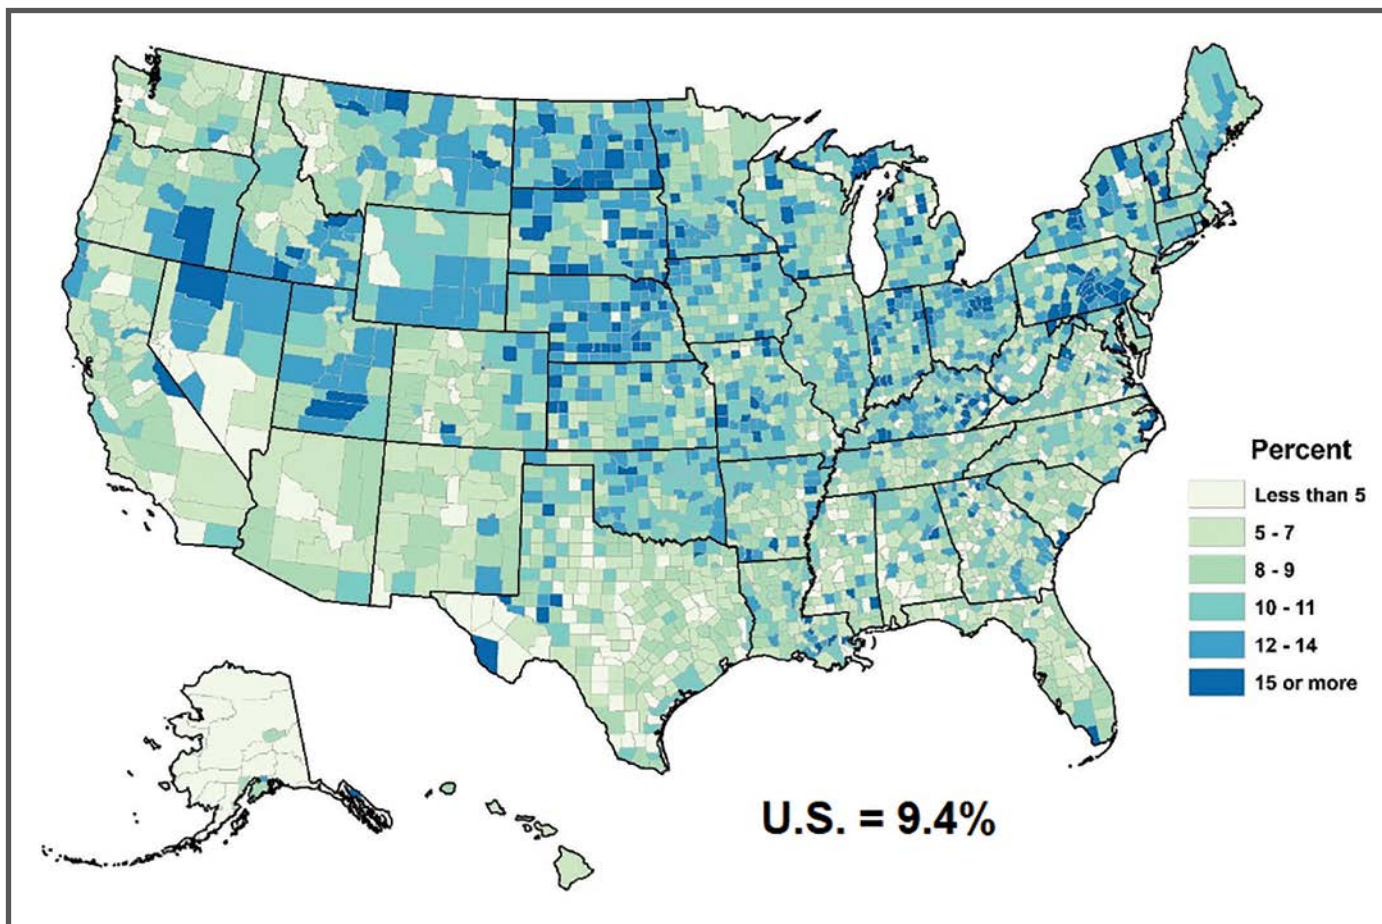 Percent
Less than 5
5 - 7
8 - 9
10 - 11
12 - 14
15 or more
U.S. = 9.4%